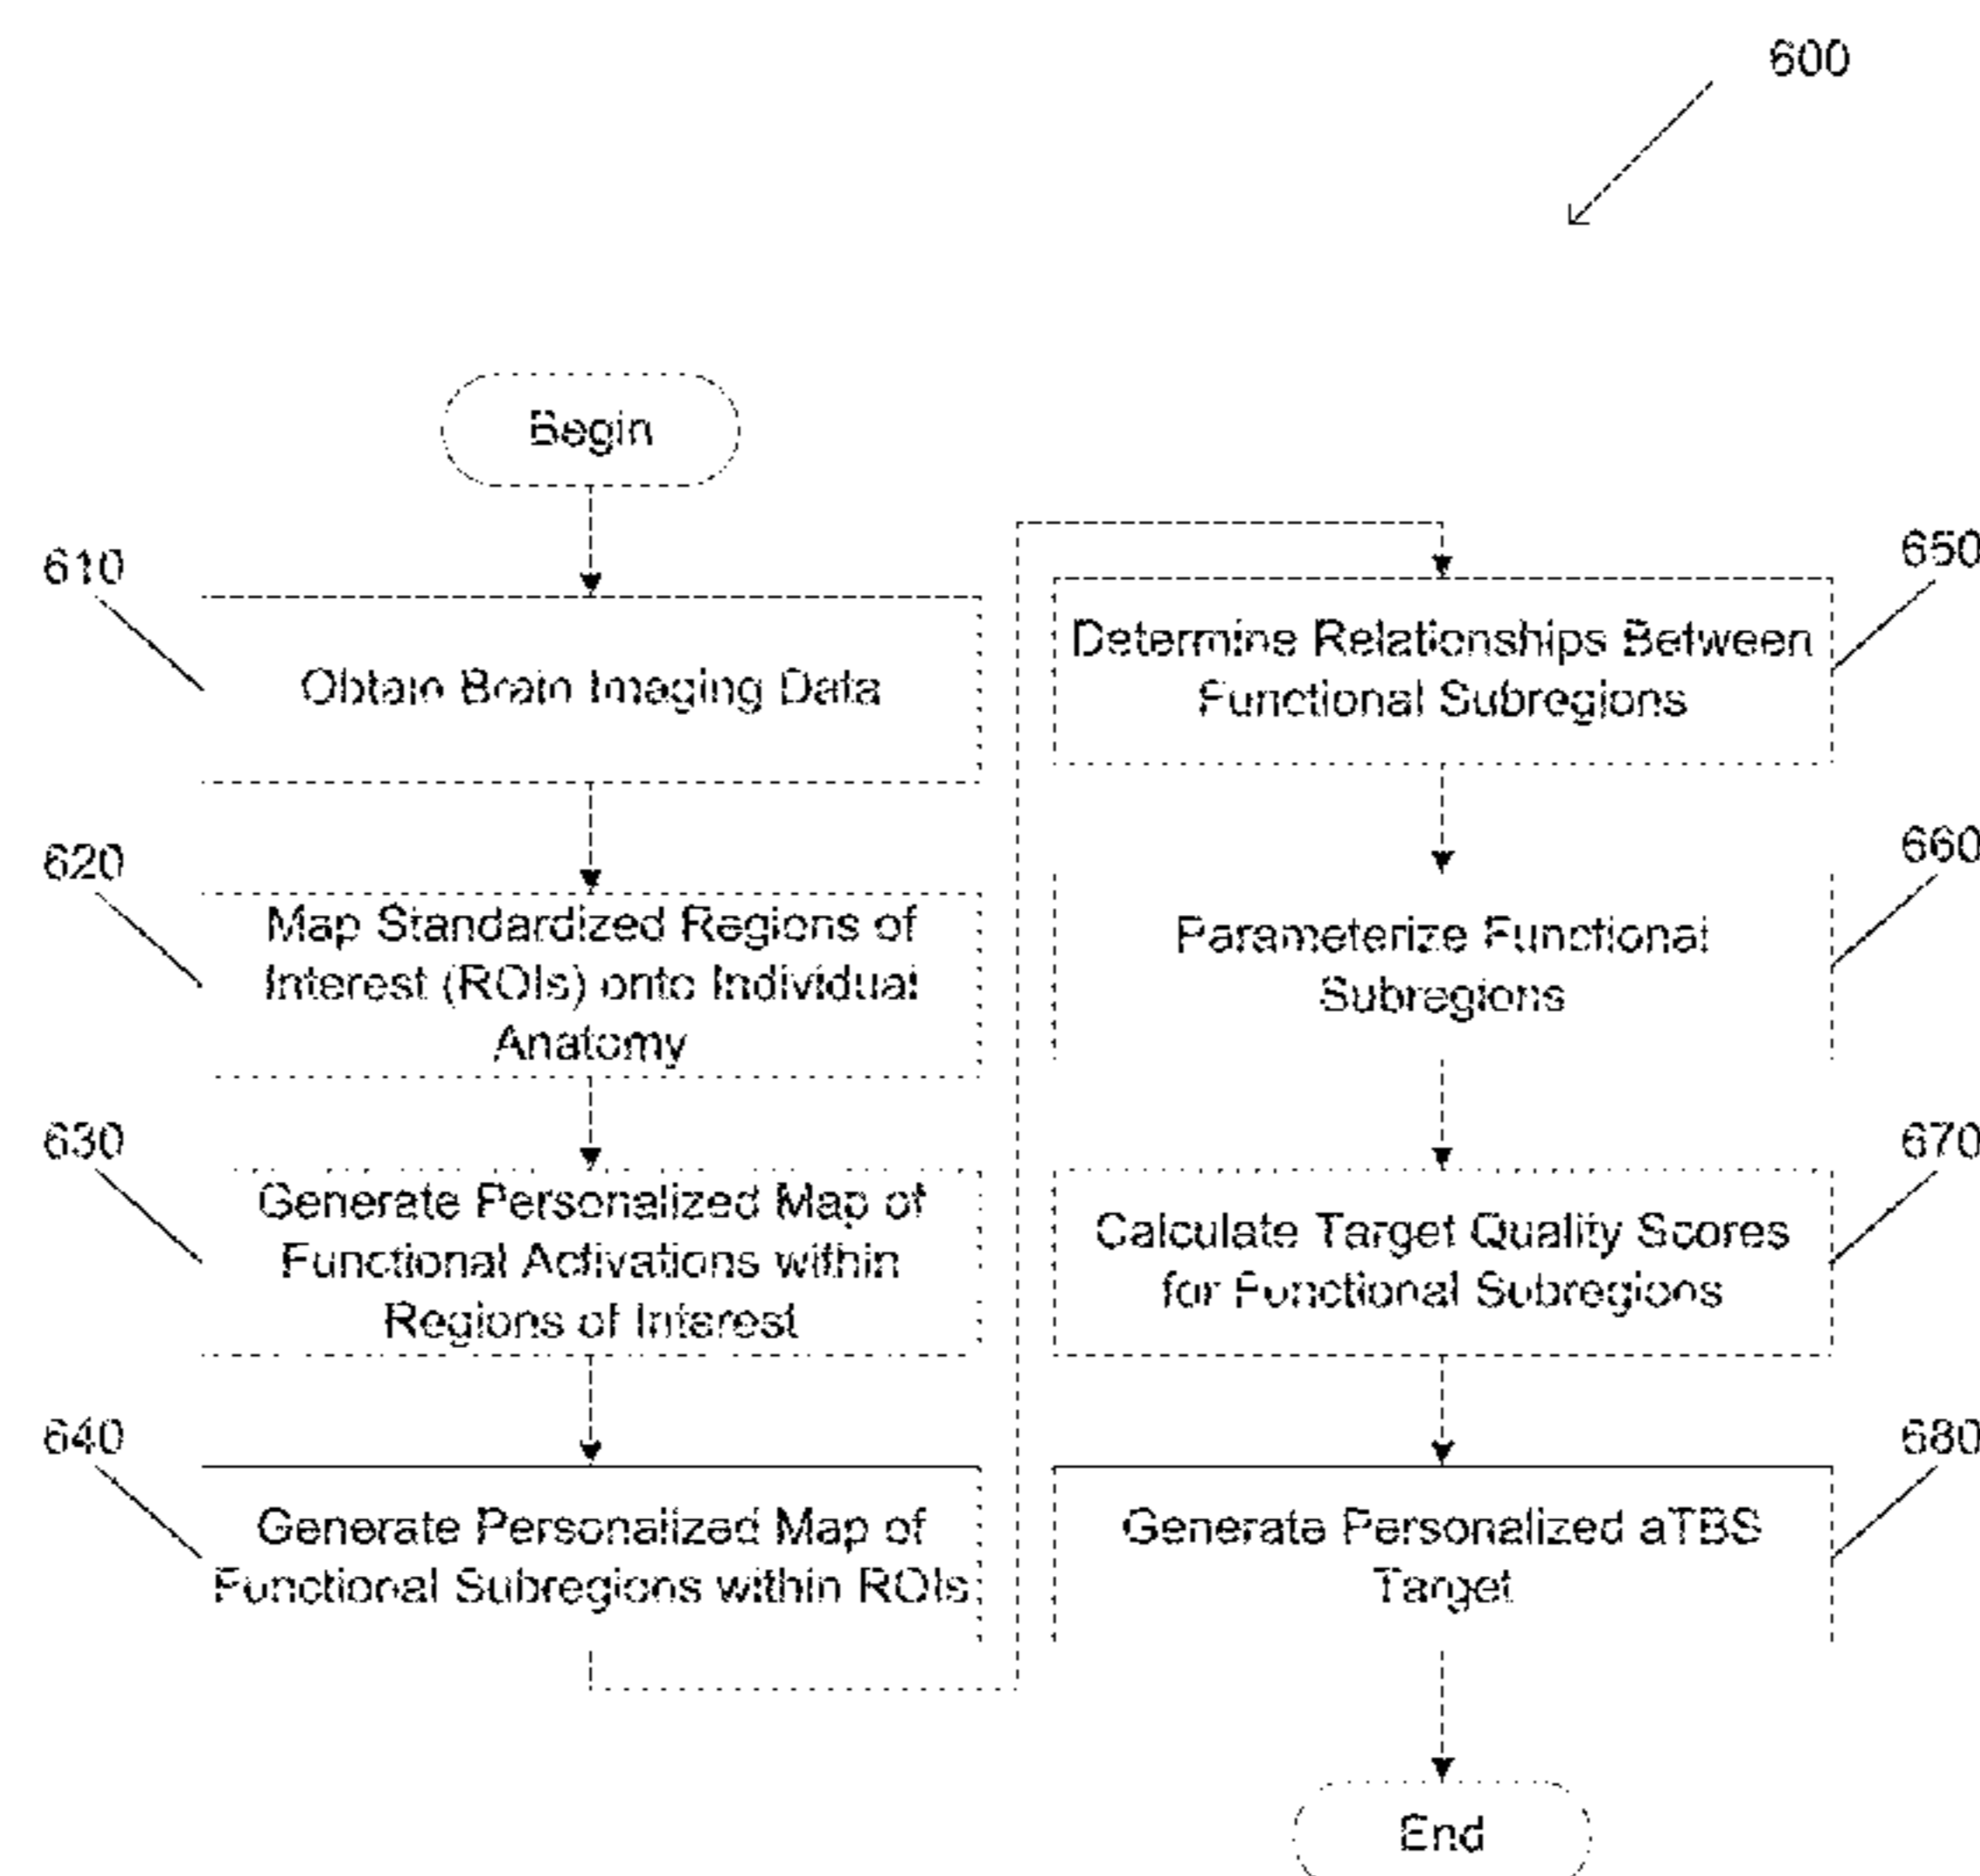 600
Begin
610
Obtain Brain Imaging Data
620
Map Standardized Regions of
Interest (ROIs) onto Individual
Anatomy
630
Generate Personalized Map of
Functional Activations within
Regions of Interest
640
Generate Personalized Map of
Functional Subregions within ROIs
650
Determine Relationships Between
Functional Subregions
660
Parameterize Functional
Subregions
670
Calculate Target Quality Scores
for Functional Subregions
680
Generate Personalized aTBS
Target
End